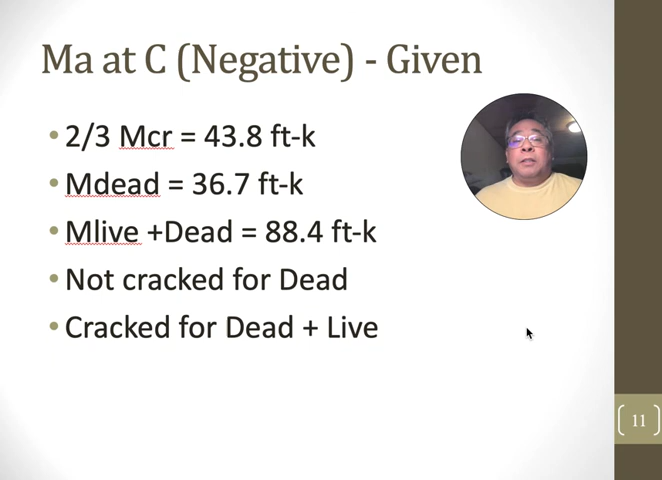 Ma at C (Negative) - Given
• 2/3 Mcr = 43.8 ft-k
• Mdead = 36.7 ft-k
• Mlive +Dead = 88.4 ft-k
• Not cracked for Dead
• Cracked for Dead + Live
11